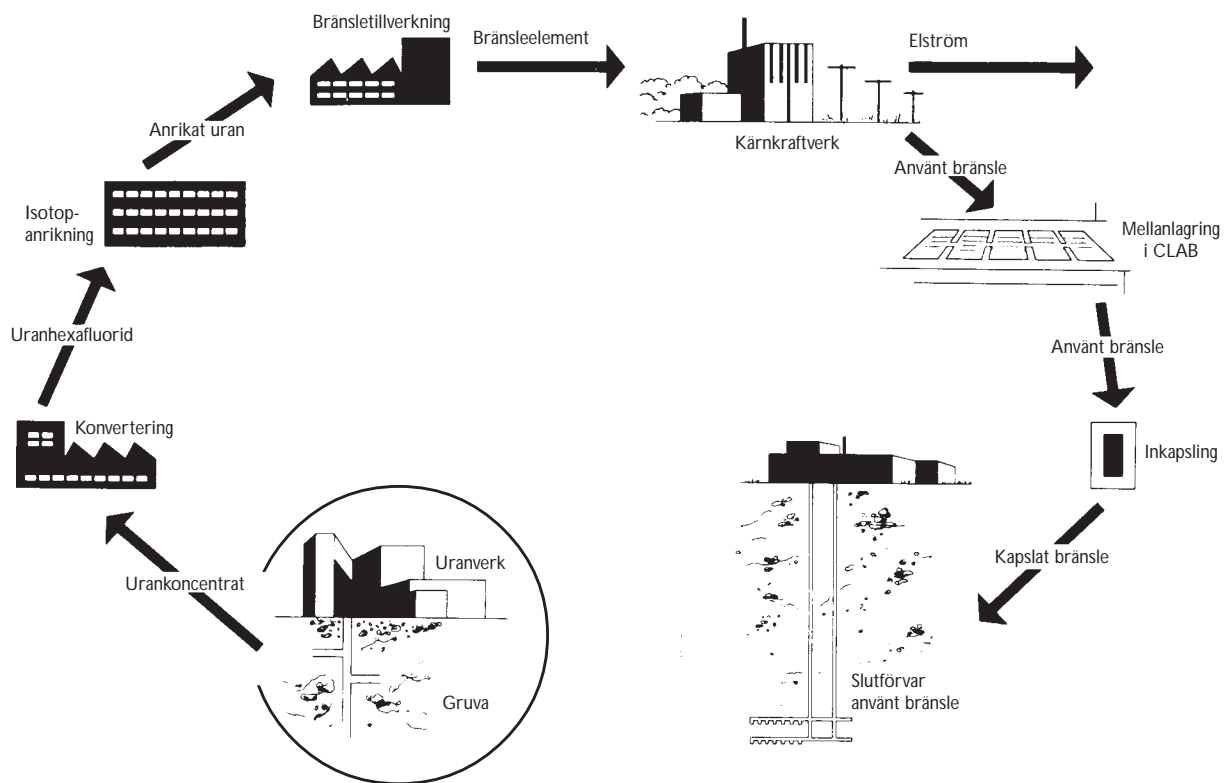 Bränsletillverkning
Bränsleelement
Elström
Kärnkraftverk
Anrikat uran
Använt bränsle
Isotop-
anrikning
Mellanlagring
i CLAB
Uranhexafluorid
Använt bränsle
Konvertering
Inkapsling
Uranverk
Kapslat bränsle
Urankoncentrat
Gruva
Slutförvar
använt bränsle